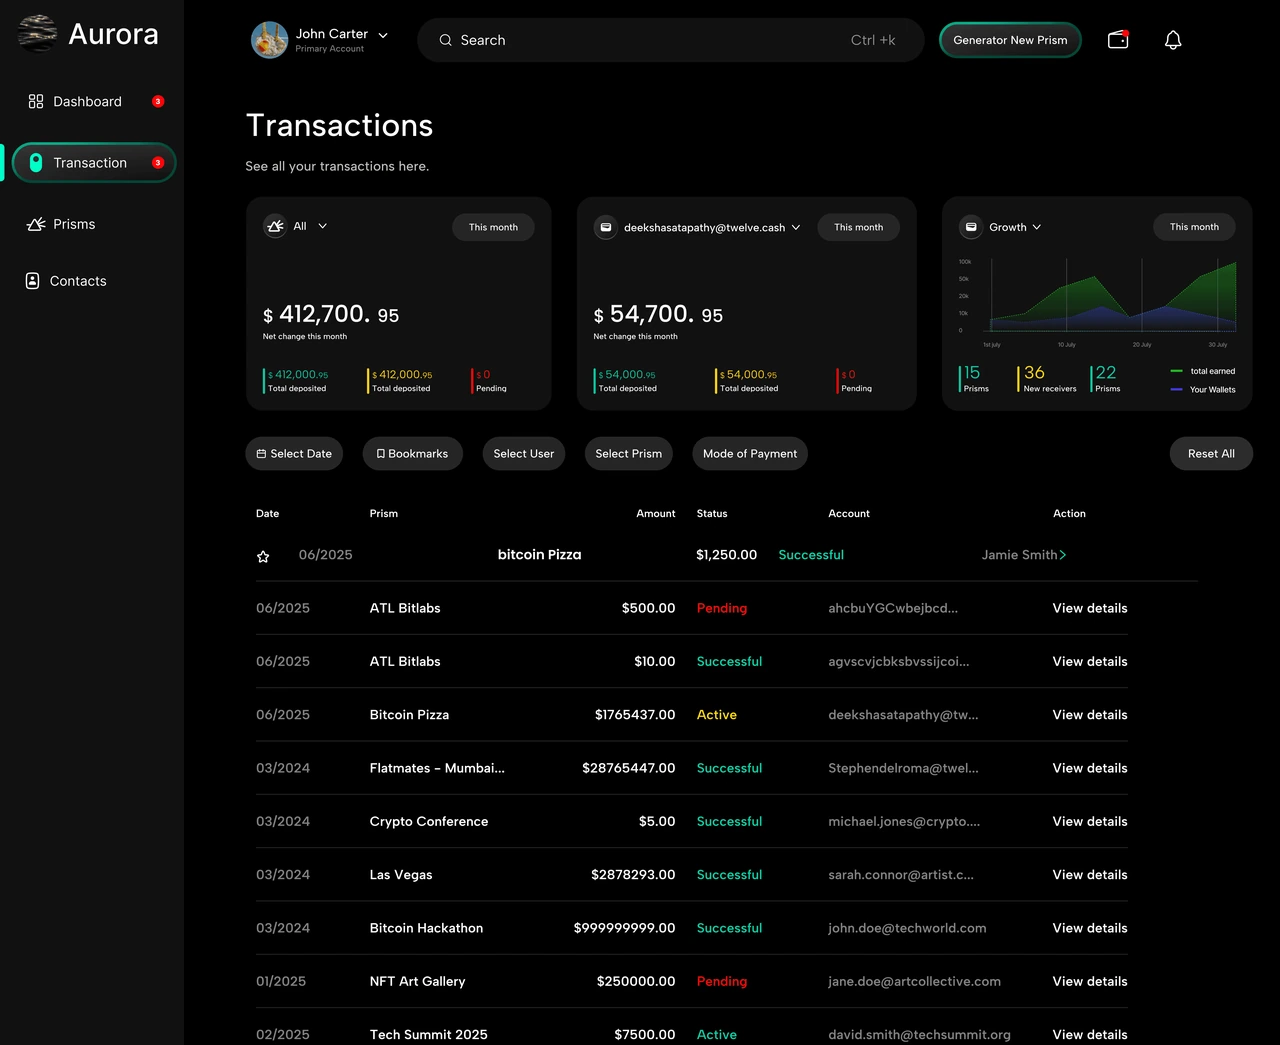 Aurora
John Carter
Primary Account
Search
Ctrl +k
Generator New Prism
Dashboard
3
Transaction
3
Prisms
Contacts
Transactions
See all your transactions here.
All
This month
$ 412,700. 95
Net change this month
$ 412,000.95
Total deposited
$ 412,000.95
Total deposited
$ 0
Pending
deekshasatapathy@twelve.cash
This month
$ 54,700. 95
Net change this month
$ 54,000.95
Total deposited
$ 54,000.95
Total deposited
$ 0
Pending
Growth
This month
100k
50k
20k
10k
0
1st july
10 July
20 July
30 July
15
Prisms
36
New receivers
22
Prisms
total earned
Your Wallets
Select Date
Bookmarks
Select User
Select Prism
Mode of Payment
Reset All
Date Prism Amount Status Account Action
06/2025 bitcoin Pizza $1,250.00 Successful Jamie Smith
06/2025 ATL Bitlabs $500.00 Pending ahcbuYGCwbejbcd... View details
06/2025 ATL Bitlabs $10.00 Successful agvscvjcbksbvssijcoi... View details
06/2025 Bitcoin Pizza $1765437.00 Active deekshasatapathy@tw... View details
03/2024 Flatmates - Mumbai... $28765447.00 Successful Stephendelroma@twel... View details
03/2024 Crypto Conference $5.00 Successful michael.jones@crypto.... View details
03/2024 Las Vegas $2878293.00 Successful sarah.connor@artist.c... View details
03/2024 Bitcoin Hackathon $999999999.00 Successful john.doe@techworld.com View details
01/2025 NFT Art Gallery $250000.00 Pending jane.doe@artcollective.com View details
02/2025 Tech Summit 2025 $7500.00 Active david.smith@techsummit.org View details